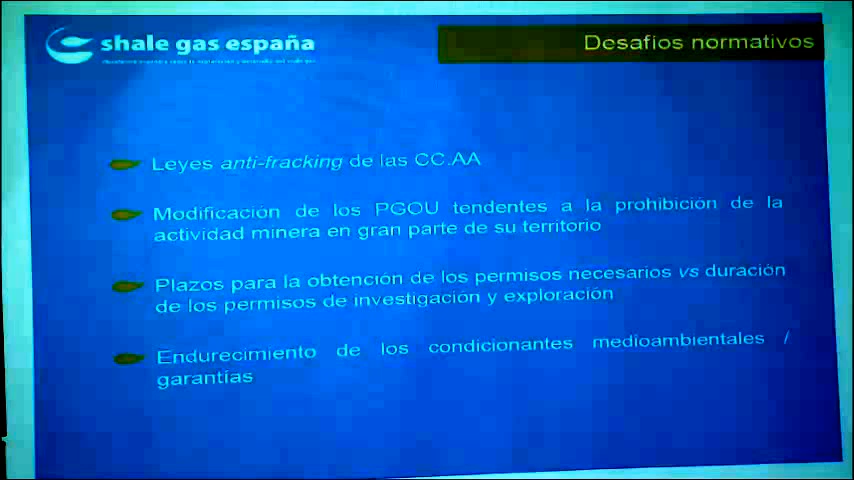 shale gas españa
Desafíos normativos
Leyes anti-fracking de las CC.AA
Modificación de los PGOU tendentes a la prohibición de la
actividad minera en gran parte de su territorio
Plazos para la obtención de los permisos necesarios vs duración
de los permisos de investigación y exploración
Endurecimiento de los condicionantes medioambientales /
garantías